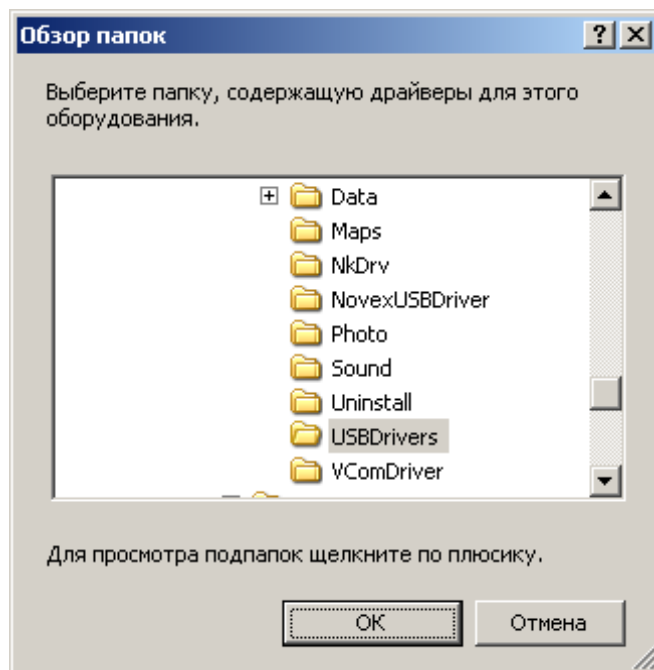 Обзор папок
Выберите папку, содержащую драйверы для этого
оборудования.
Data
Maps
NkDrv
NovexUSBDriver
Photo
Sound
Uninstall
USBDrivers
VComDriver
Для просмотра подпапок щелкните по плюсику.
ОК
Отмена